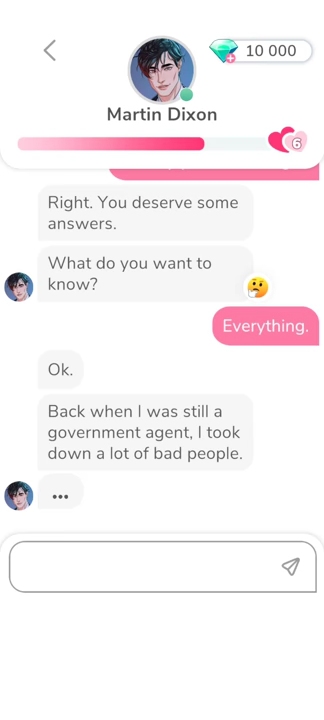 10 000
Martin Dixon
6
Right. You deserve some
answers.
What do you want to
know?
Everything.
Ok.
Back when I was still a
government agent, I took
down a lot of bad people.
...